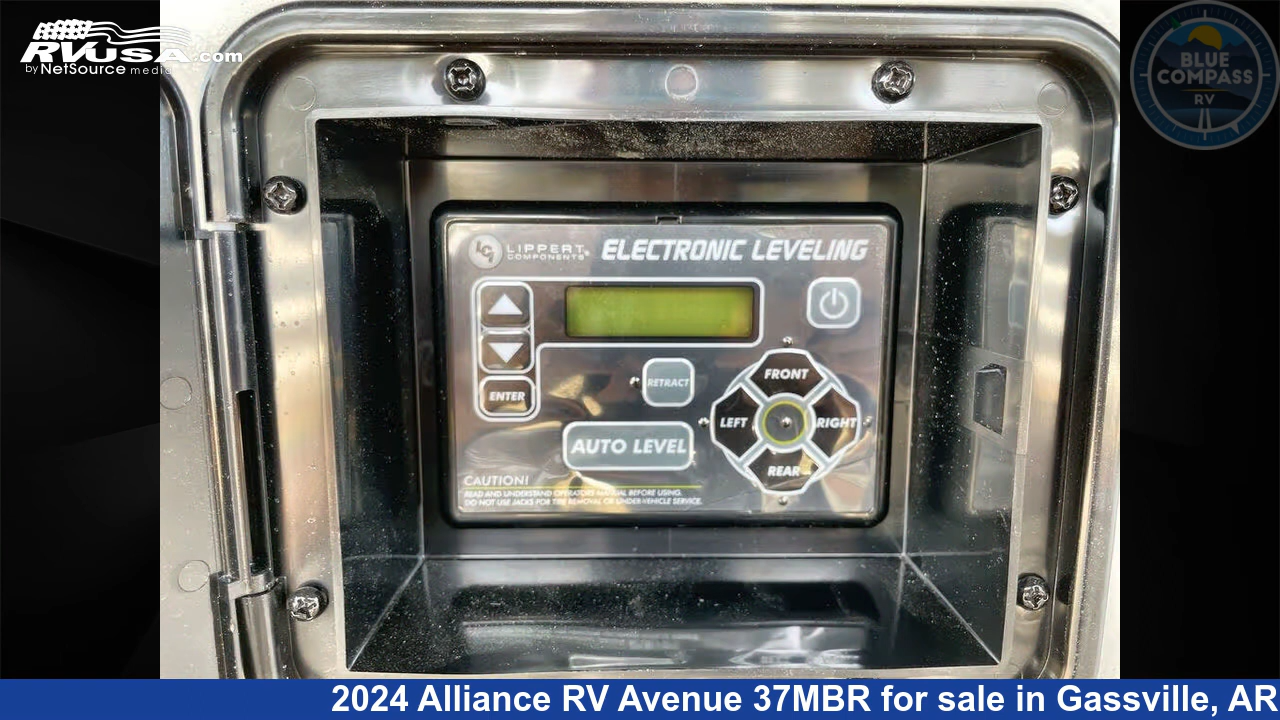 RVUSA.com
by NetSource media
BLUE
COMPASS
RV
LCI LIPPERT COMPONENTS® ELECTRONIC LEVELING
ENTER
RETRACT
AUTO LEVEL
FRONT
LEFT
RIGHT
REAR
CAUTION!
READ AND UNDERSTAND OPERATORS MANUAL BEFORE USING.
DO NOT USE JACKS FOR TIRE REMOVAL OR UNDER-VEHICLE SERVICE.
2024 Alliance RV Avenue 37MBR for sale in Gassville, AR